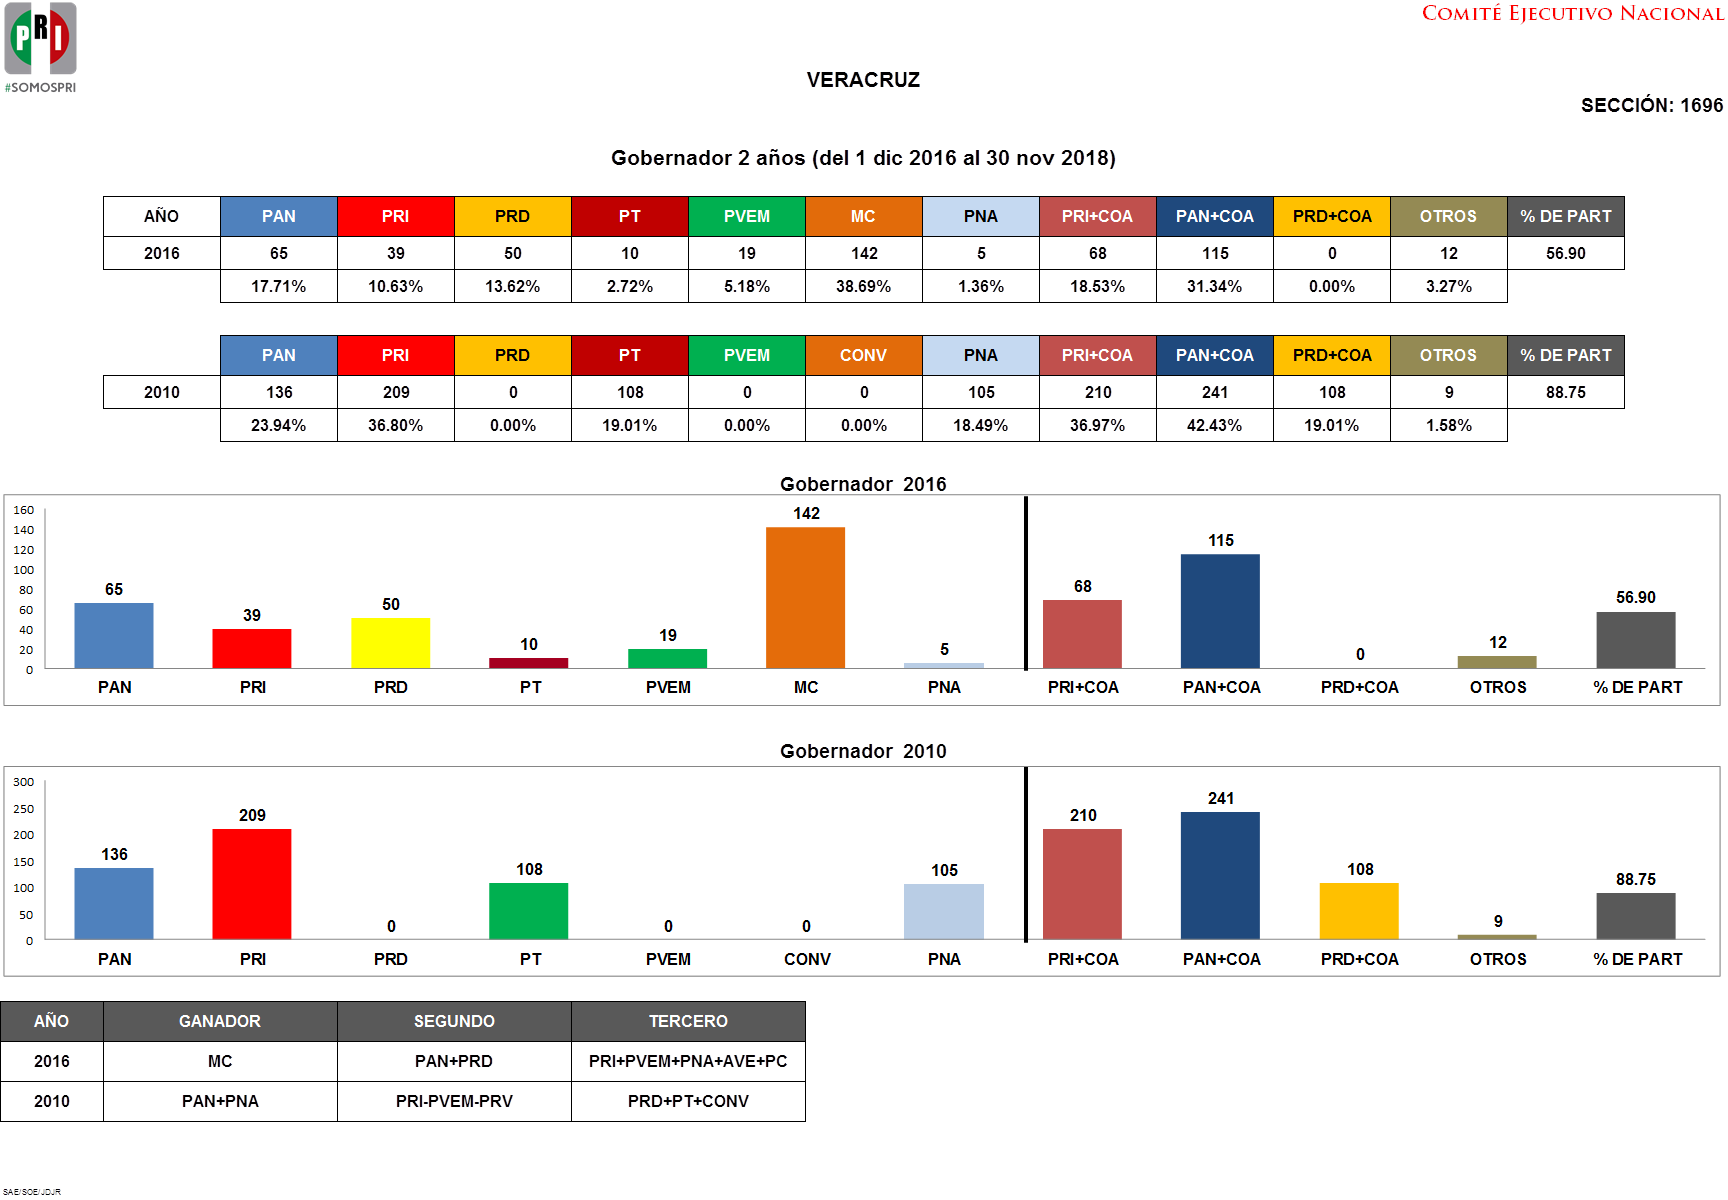 PRI
#SOMOSPRI
COMITÉ EJECUTIVO NACIONAL
VERACRUZ
SECCIÓN: 1696
Gobernador 2 años (del 1 dic 2016 al 30 nov 2018)
AÑO PAN PRI PRD PT PVEM MC PNA PRI+COA PAN+COA PRD+COA OTROS % DE PART
2016 65 39 50 10 19 142 5 68 115 0 12 56.90
17.71% 10.63% 13.62% 2.72% 5.18% 38.69% 1.36% 18.53% 31.34% 0.00% 3.27%
PAN PRI PRD PT PVEM CONV PNA PRI+COA PAN+COA PRD+COA OTROS % DE PART
2010 136 209 0 108 0 0 105 210 241 108 9 88.75
23.94% 36.80% 0.00% 19.01% 0.00% 0.00% 18.49% 36.97% 42.43% 19.01% 1.58%
Gobernador 2016
160
140
120
100
80
60
40
20
0
65 39 50 10 19 142 5 68 115 0 12 56.90
PAN PRI PRD PT PVEM MC PNA PRI+COA PAN+COA PRD+COA OTROS % DE PART
Gobernador 2010
300
250
200
150
100
50
0
136 209 0 108 0 0 105 210 241 108 9 88.75
PAN PRI PRD PT PVEM CONV PNA PRI+COA PAN+COA PRD+COA OTROS % DE PART
AÑO GANADOR SEGUNDO TERCERO
2016 MC PAN+PRD PRI+PVEM+PNA+AVE+PC
2010 PAN+PNA PRI-PVEM-PRV PRD+PT+CONV
SAE/SOE/JDJR